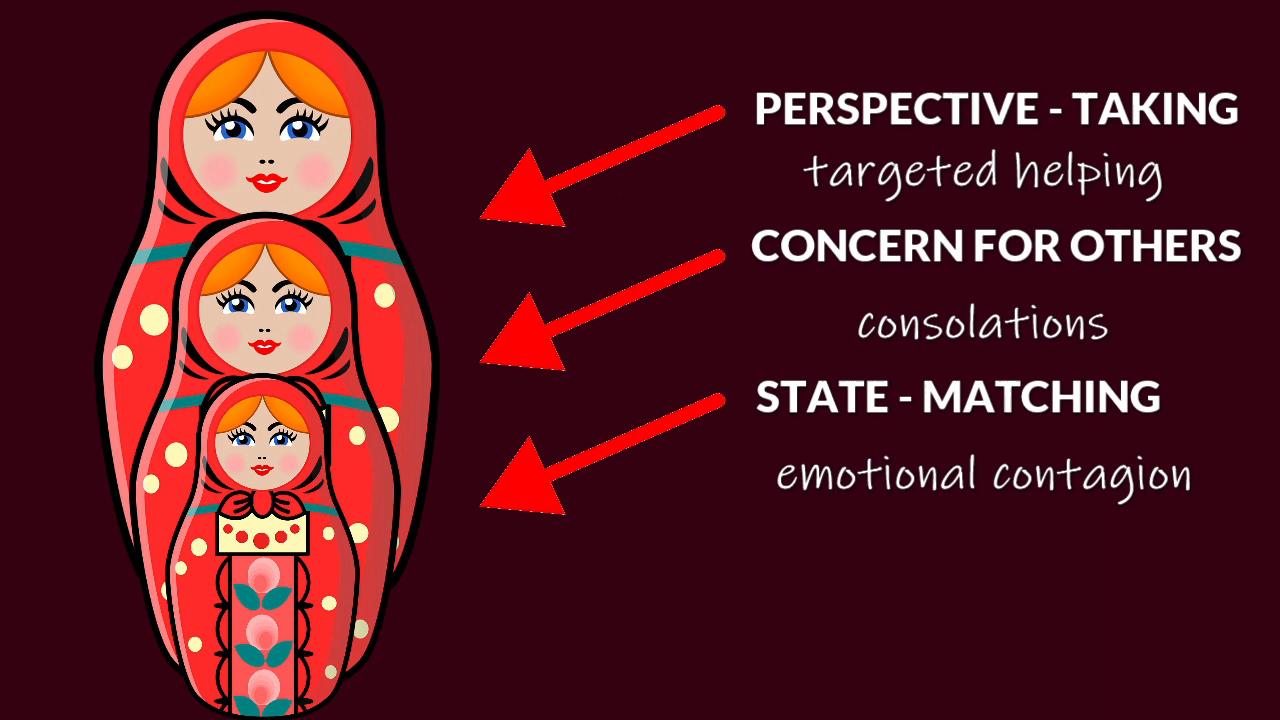 PERSPECTIVE - TAKING
targeted helping
CONCERN FOR OTHERS
consolations
STATE - MATCHING
emotional contagion